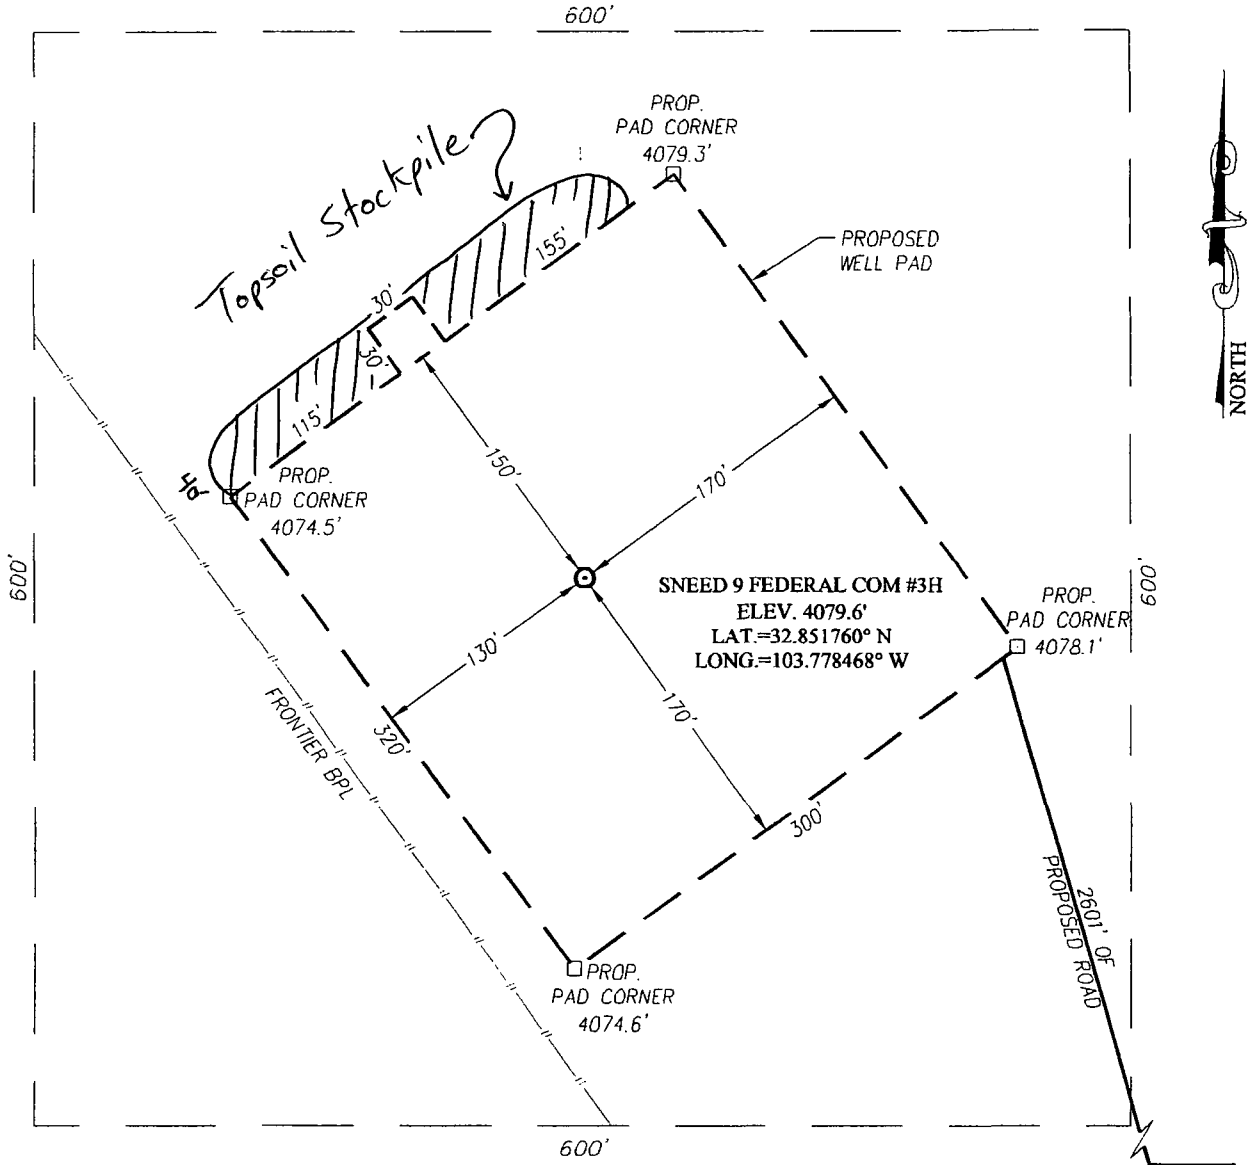 600'
PROP.
PAD CORNER
4079.3'
Topsoil Stockpile
PROPOSED
WELL PAD
155'
30'
30'
115'
NORTH
PROP.
PAD CORNER
4074.5'
150'
170'
600'
SNEED 9 FEDERAL COM #3H
ELEV. 4079.6'
LAT.=32.851760° N
LONG.=103.778468° W
600'
PROP.
PAD CORNER
4078.1'
130'
170'
320'
FRONTIER BPL
300'
2601' OF
PROPOSED ROAD
PROP.
PAD CORNER
4074.6'
600'